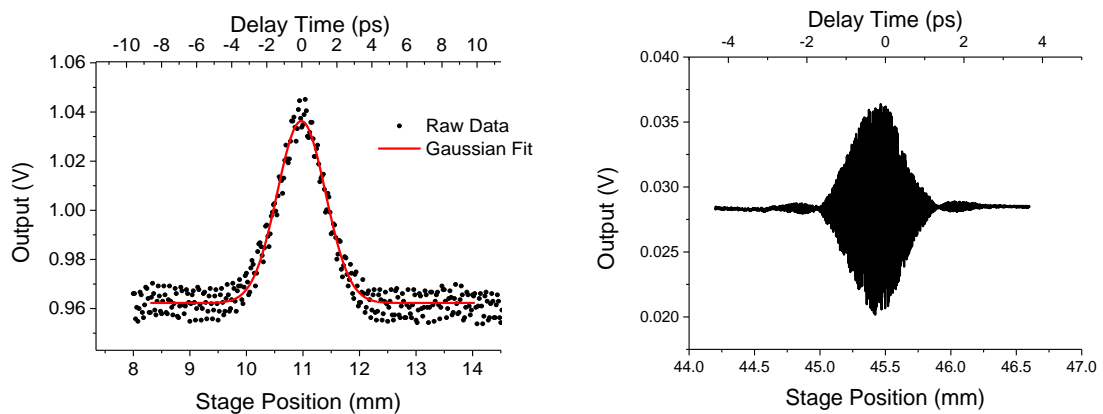 Delay Time (ps)
-10 -8 -6 -4 -2 0 2 4 6 8 10
1.06
1.04
1.02
1.00
0.98
0.96
Output (V)
Raw Data
Gaussian Fit
8 9 10 11 12 13 14
Stage Position (mm)
Delay Time (ps)
-4 -2 0 2 4
0.040
0.035
0.030
0.025
0.020
Output (V)
44.0 44.5 45.0 45.5 46.0 46.5 47.0
Stage Position (mm)